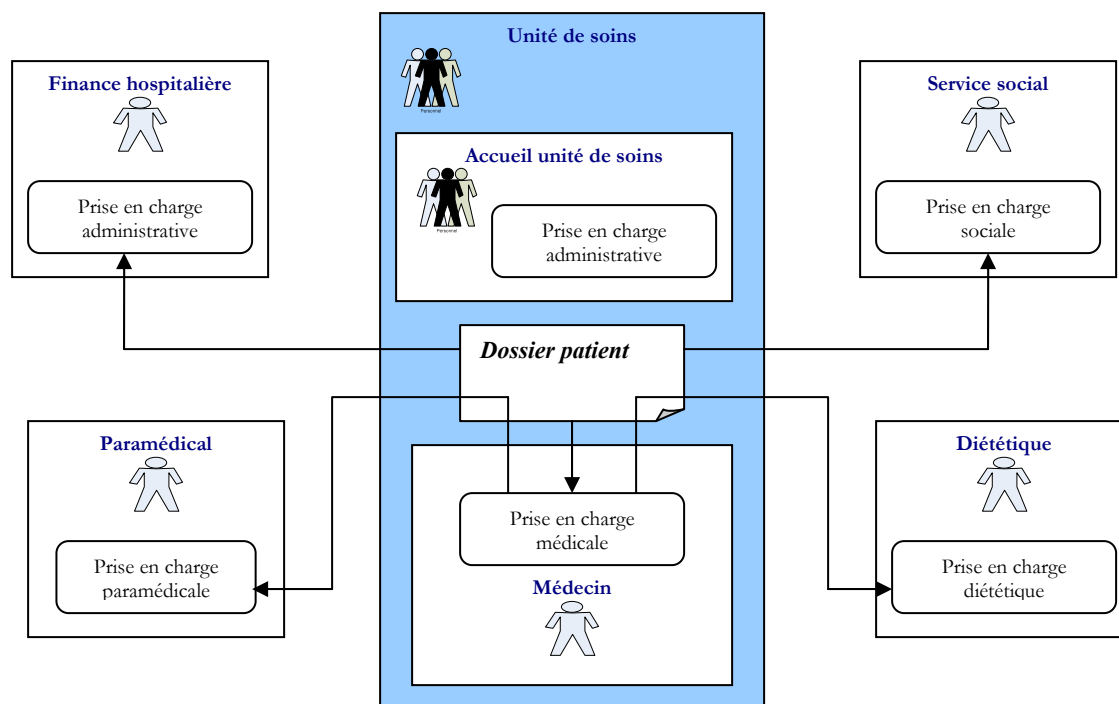 Unité de soins
Personnel
Finance hospitalière
Prise en charge
administrative
Accueil unité de soins
Personnel
Prise en charge
administrative
Service social
Prise en charge
sociale
Dossier patient
Paramédical
Prise en charge
paramédicale
Prise en charge
médicale
Médecin
Diététique
Prise en charge
diététique